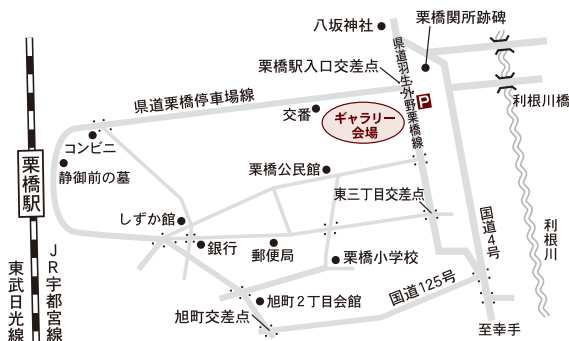 八坂神社
栗橋関所跡碑
栗橋駅入口交差点
県道羽生外野栗橋線
利根川橋
県道栗橋停車場線
P
交番
ギャラリー
会場
コンビニ
静御前の墓
栗橋公民館
栗橋駅
東三丁目交差点
しずか館
銀行
郵便局
栗橋小学校
国道4号
利根川
JR宇都宮線
東武日光線
国道125号
旭町2丁目会館
旭町交差点
至幸手